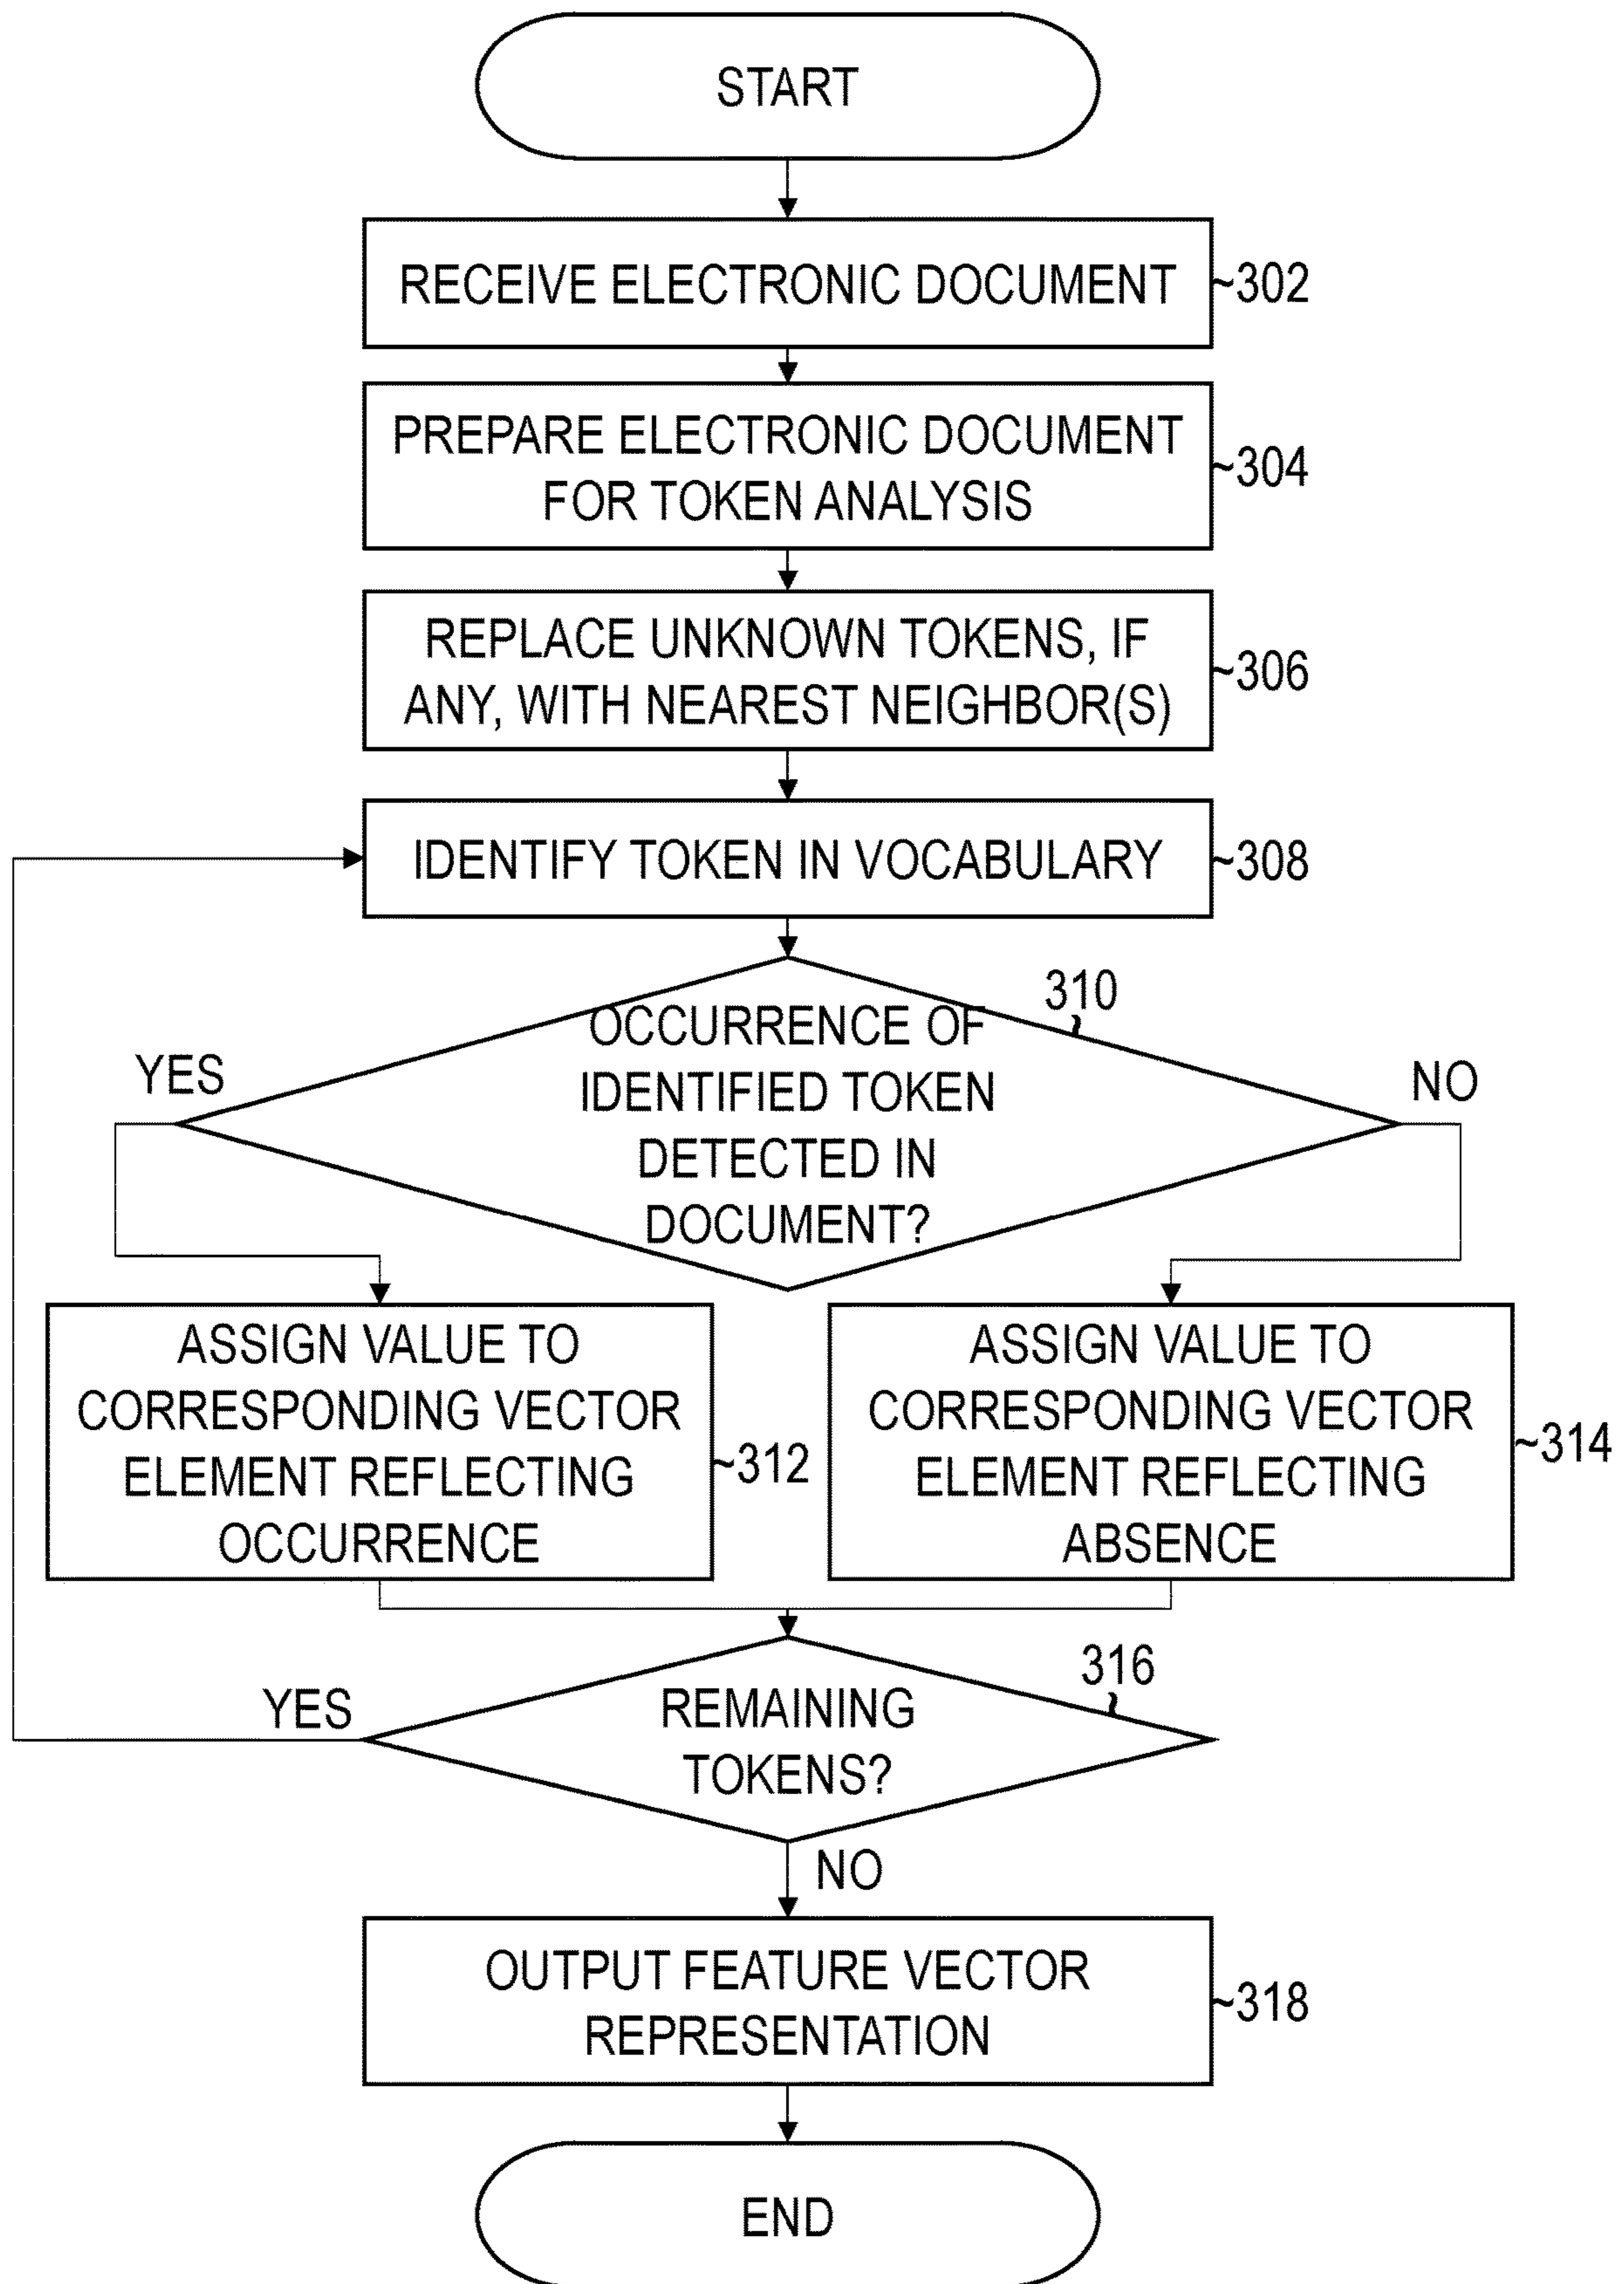 START
RECEIVE ELECTRONIC DOCUMENT
~302
PREPARE ELECTRONIC DOCUMENT
FOR TOKEN ANALYSIS
~304
REPLACE UNKNOWN TOKENS, IF
ANY, WITH NEAREST NEIGHBOR(S)
~306
IDENTIFY TOKEN IN VOCABULARY
~308
310
OCCURRENCE OF
IDENTIFIED TOKEN
DETECTED IN
DOCUMENT?
YES
NO
ASSIGN VALUE TO
CORRESPONDING VECTOR
ELEMENT REFLECTING
OCCURRENCE
~312
ASSIGN VALUE TO
CORRESPONDING VECTOR
ELEMENT REFLECTING
ABSENCE
~314
316
REMAINING
TOKENS?
YES
NO
OUTPUT FEATURE VECTOR
REPRESENTATION
~318
END